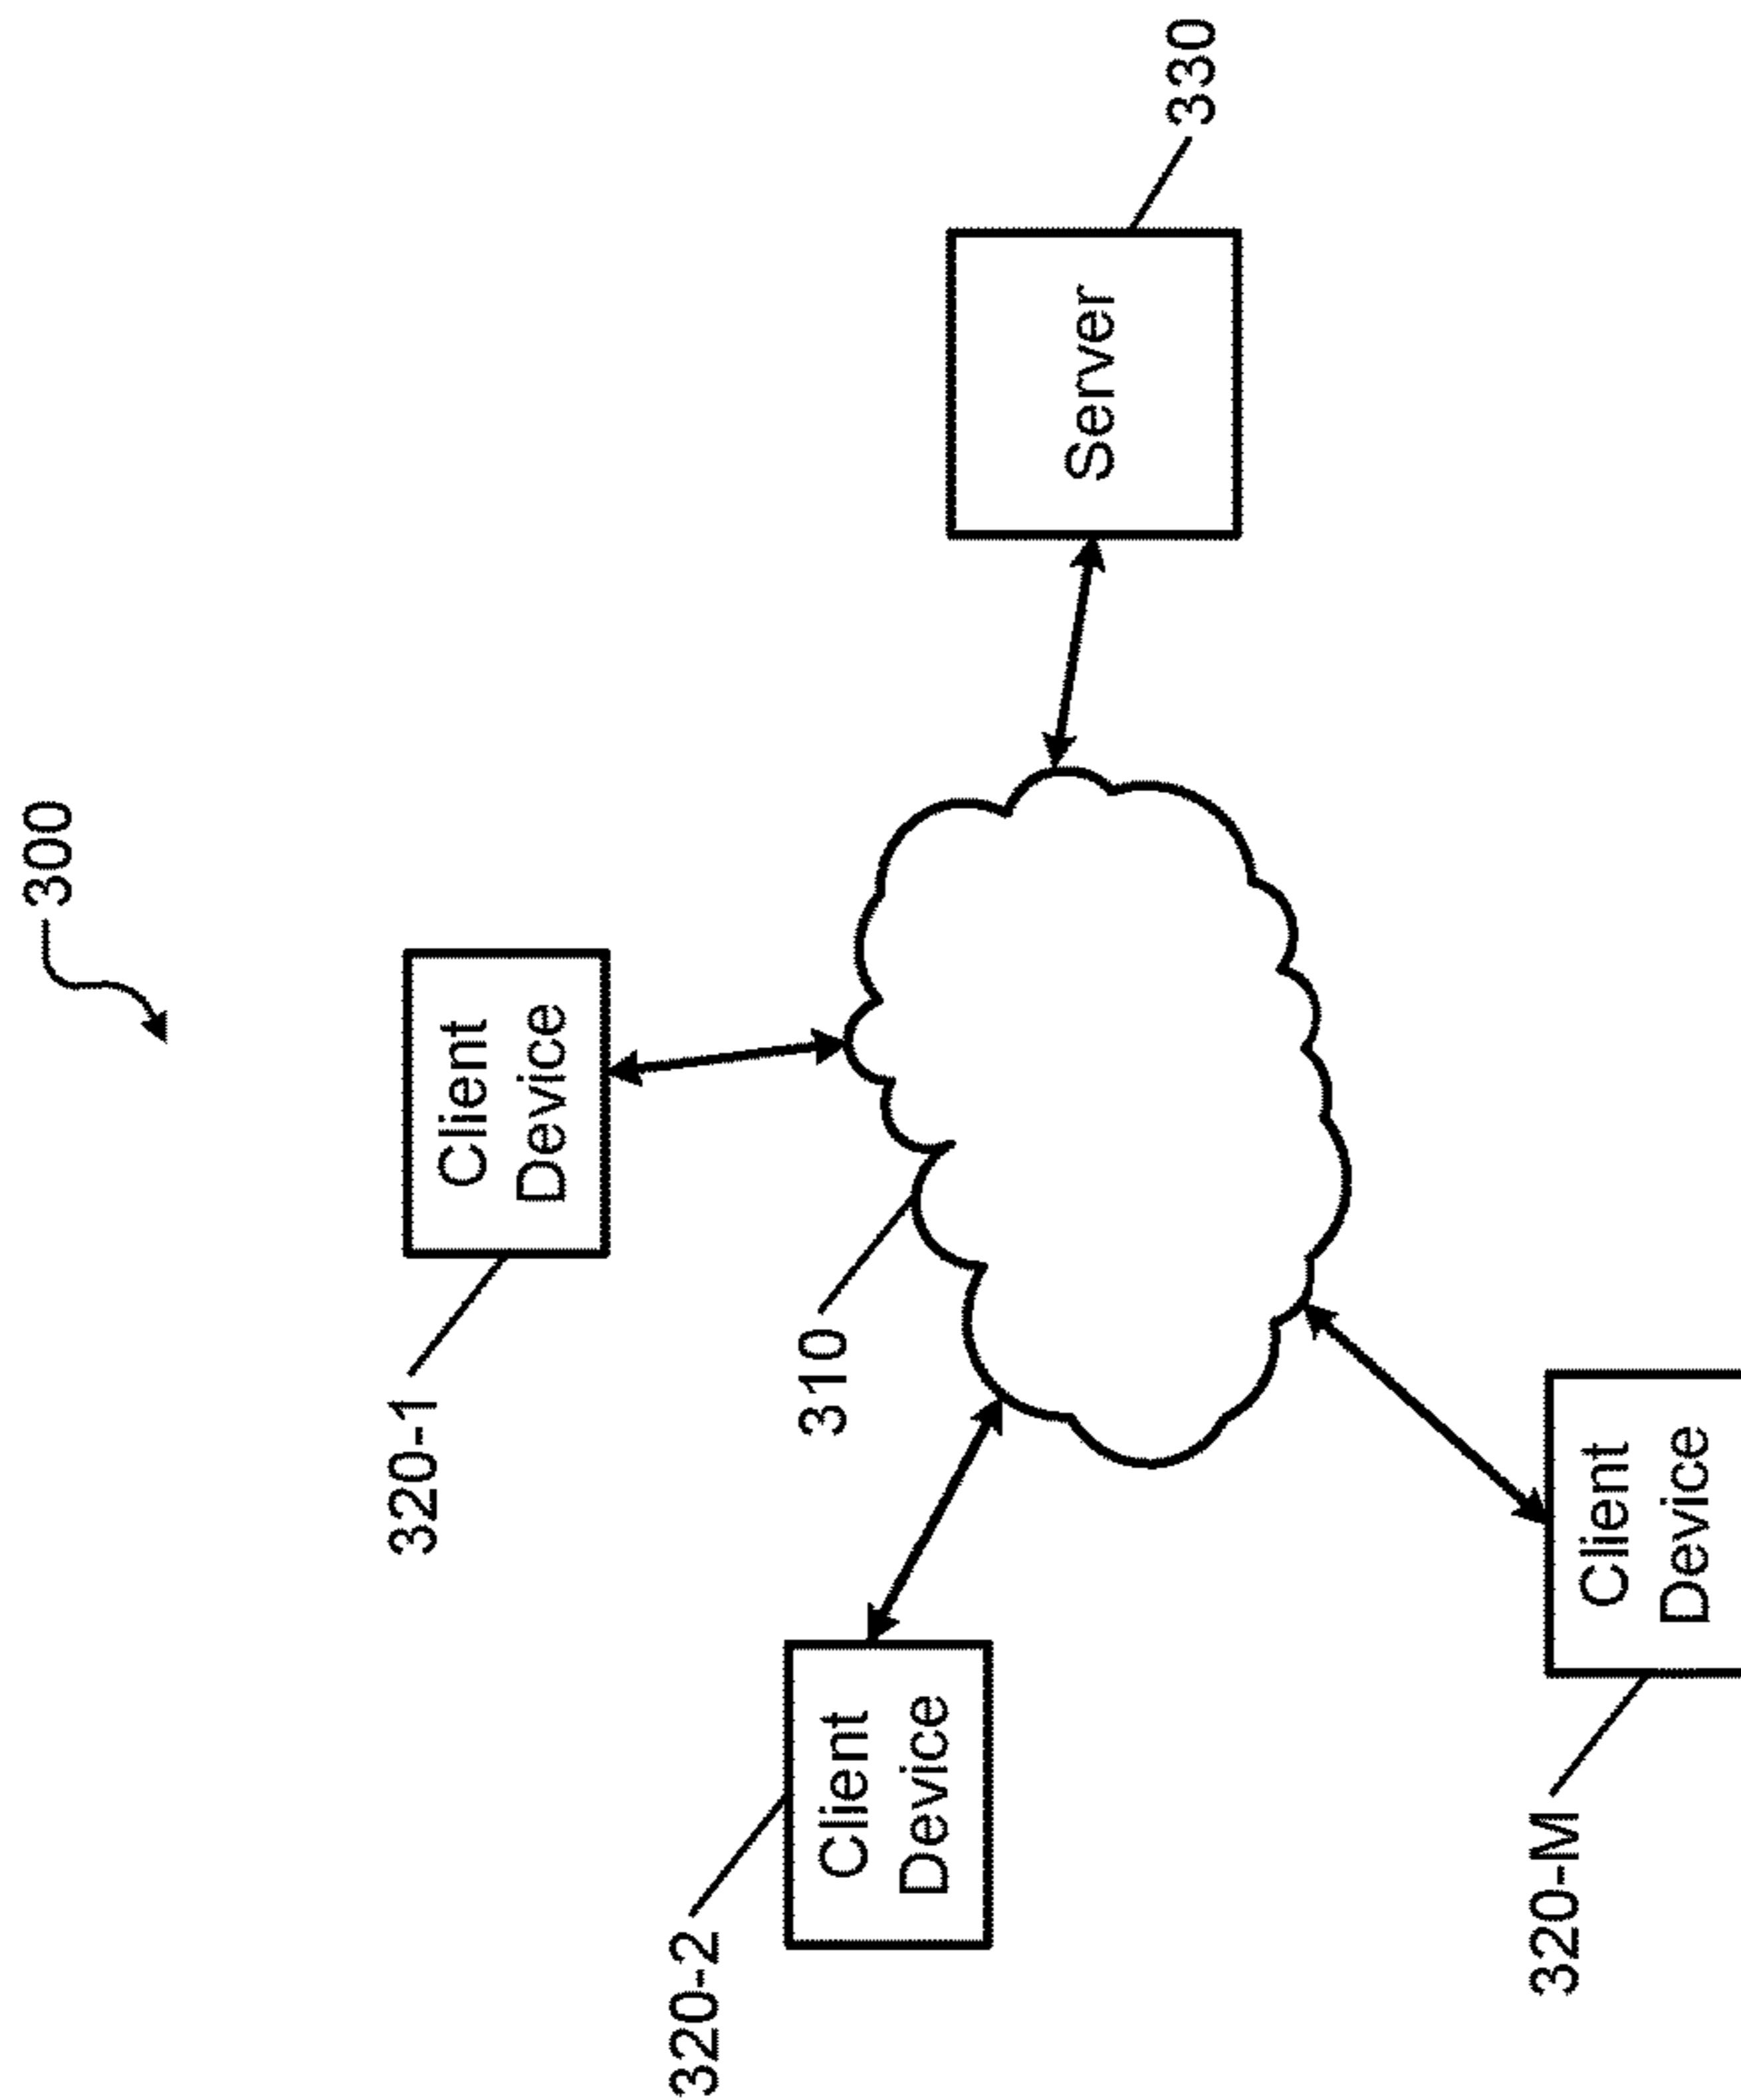 300
320-1
Client
Device
320-2
Client
Device
310
Server
330
320-M
Client
Device